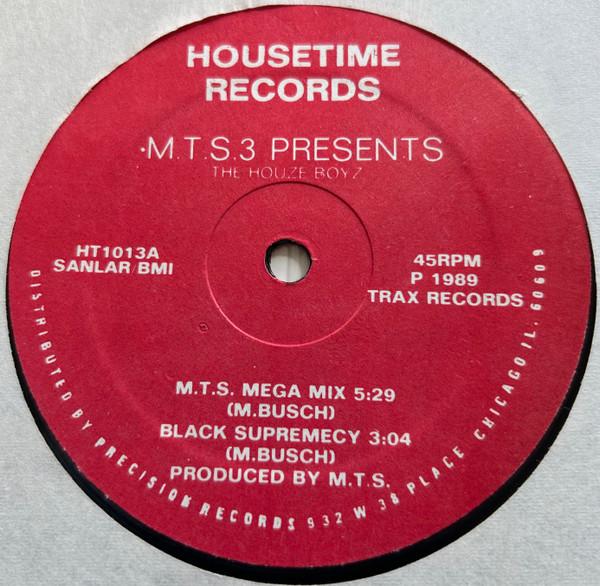 HOUSETIME
RECORDS
·M.T.S.3 PRESENTS
THE HOUZE BOYZ
HT1013A
SANLAR/BMI
45RPM
P 1989
TRAX RECORDS
M.T.S. MEGA MIX 5:29
(M.BUSCH)
BLACK SUPREMECY 3:04
(M.BUSCH)
PRODUCED BY M.T.S.
DISTRIBUTED BY PRECISION RECORDS 932 W 38 PLACE CHICAGO IL. 60609